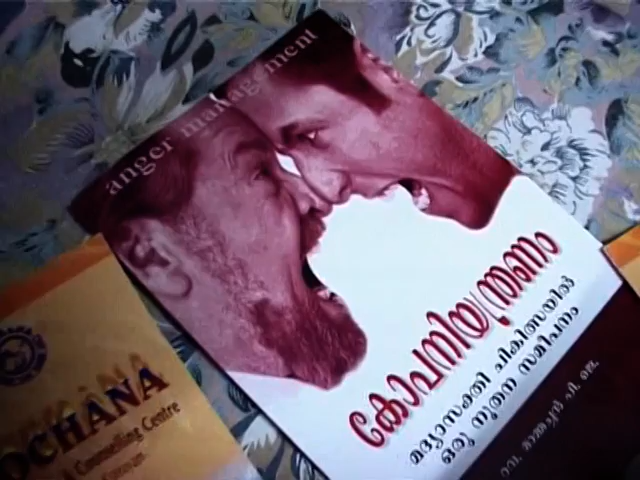 anger management
കോപനിയന്ത്രണം
മദ്യാസക്തി ചികിത്സയിൽ
ഒരു നൂതന സമീപനം
OCHANA
Counselling Centre